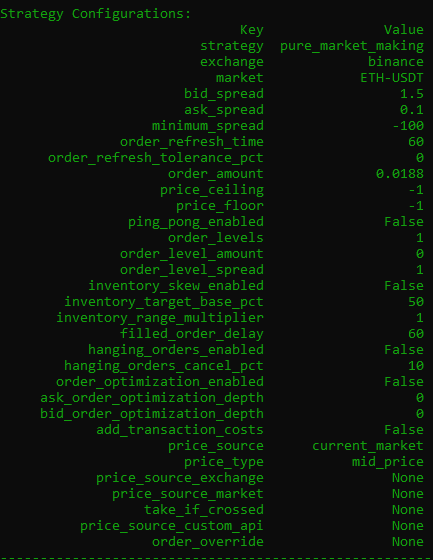 Strategy Configurations:
Key Value
strategy pure_market_making
exchange binance
market ETH-USDT
bid_spread 1.5
ask_spread 0.1
minimum_spread -100
order_refresh_time 60
order_refresh_tolerance_pct 0
order_amount 0.0188
price_ceiling -1
price_floor -1
ping_pong_enabled False
order_levels 1
order_level_amount 0
order_level_spread 1
inventory_skew_enabled False
inventory_target_base_pct 50
inventory_range_multiplier 1
filled_order_delay 60
hanging_orders_enabled False
hanging_orders_cancel_pct 10
order_optimization_enabled False
ask_order_optimization_depth 0
bid_order_optimization_depth 0
add_transaction_costs False
price_source current_market
price_type mid_price
price_source_exchange None
price_source_market None
take_if_crossed None
price_source_custom_api None
order_override None